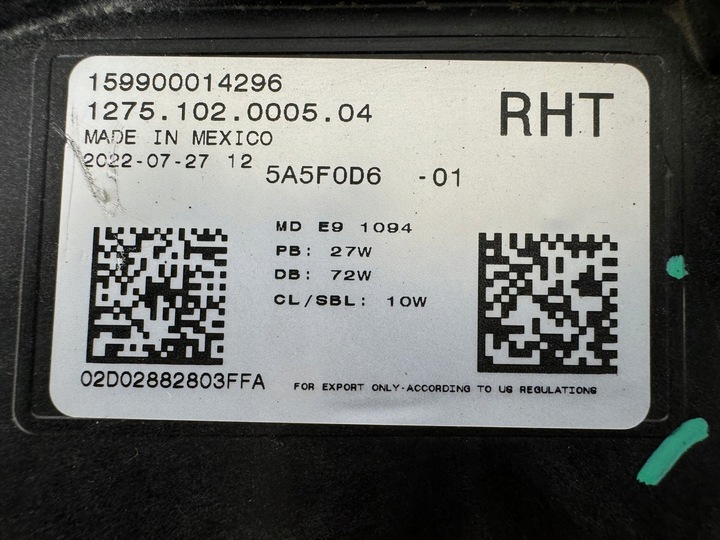 159900014296
1275.102.0005.04
RHT
MADE IN MEXICO
2022-07-27 12
5A5F0D6 -01
MD E9 1094
PB: 27W
DB: 72W
CL/SBL: 10W
02D02882803FFA
FOR EXPORT ONLY-ACCORDING TO US REGULATIONS